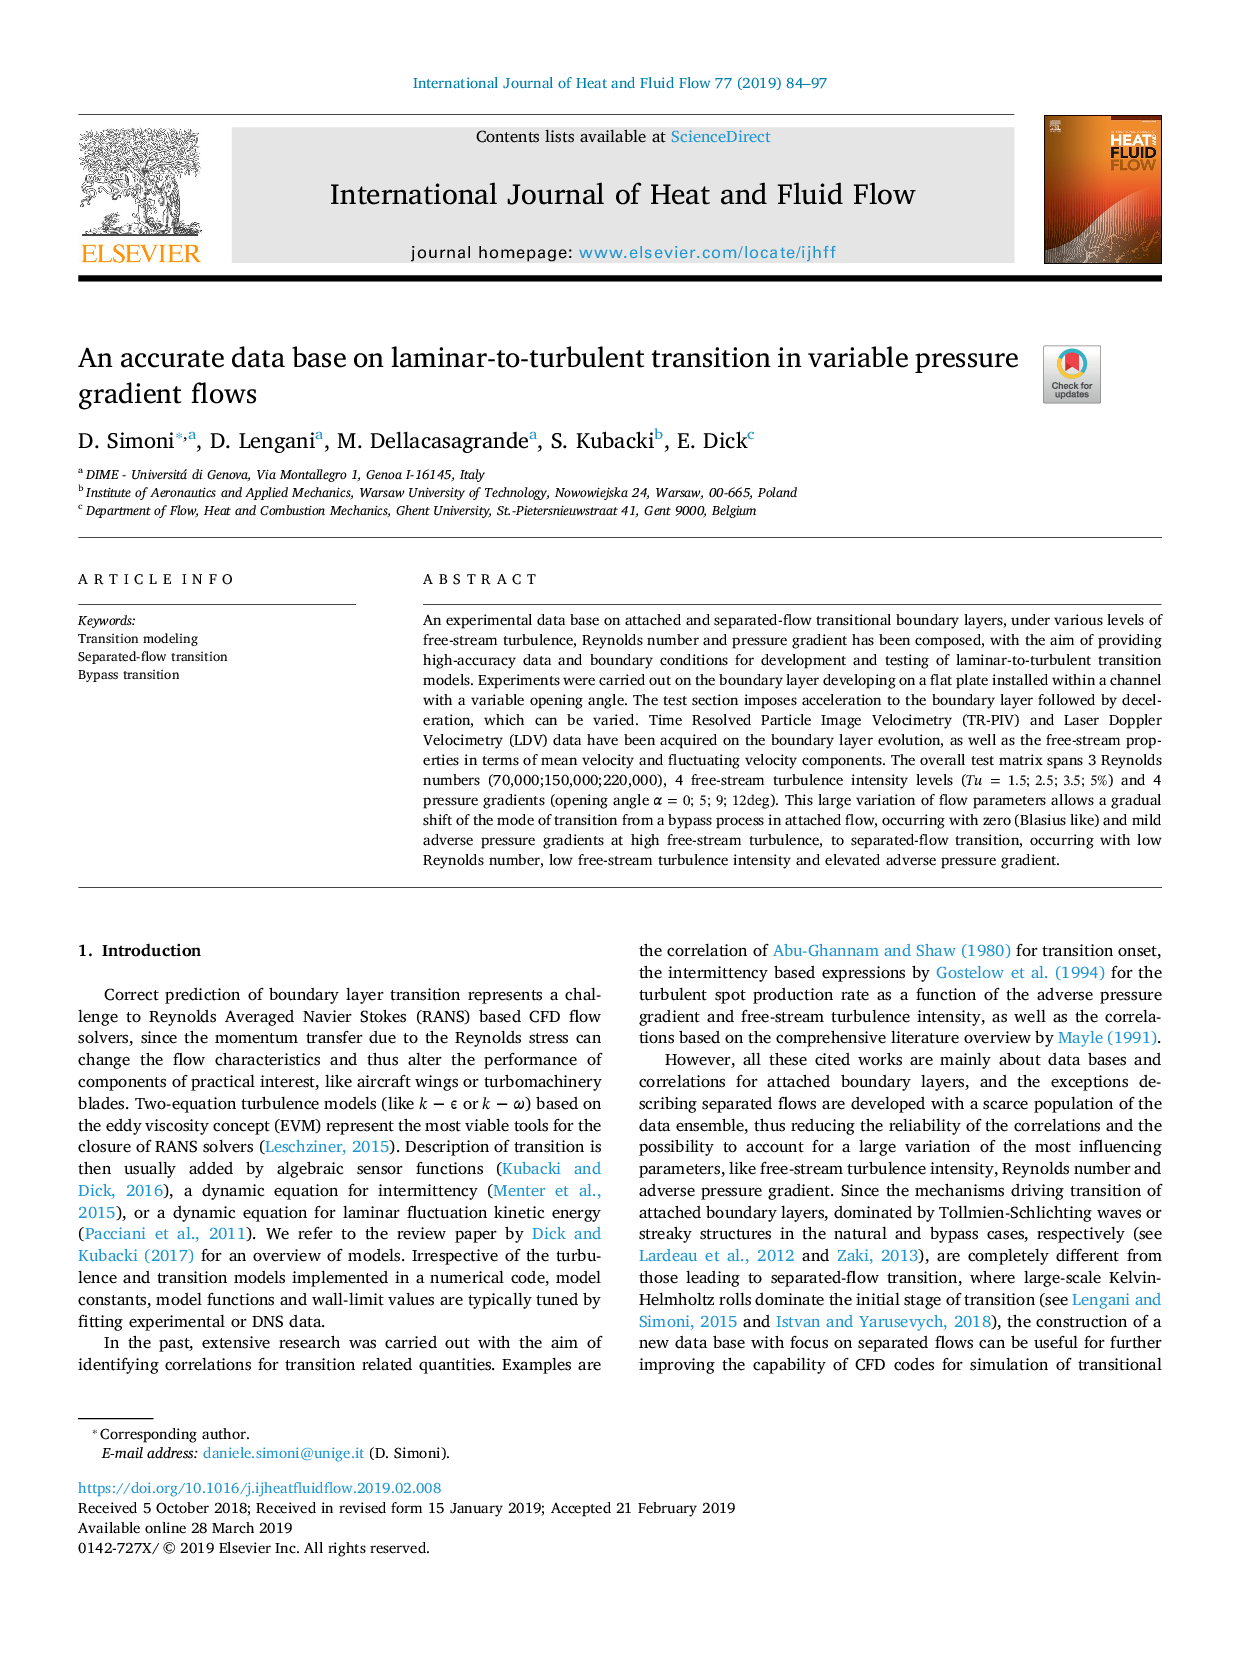 International Journal of Heat and Fluid Flow 77 (2019) 84–97
Contents lists available at ScienceDirect
International Journal of Heat and Fluid Flow
journal homepage: www.elsevier.com/locate/ijhff
ELSEVIER
HEAT AND
FLUID
FLOW
An accurate data base on laminar-to-turbulent transition in variable pressure
gradient flows
Check for
updates
D. Simoni*,a, D. Lengania, M. Dellacasagrandea, S. Kubackib, E. Dickc
a DIME - Universitá di Genova, Via Montallegro 1, Genoa I-16145, Italy
b Institute of Aeronautics and Applied Mechanics, Warsaw University of Technology, Nowowiejska 24, Warsaw, 00-665, Poland
c Department of Flow, Heat and Combustion Mechanics, Ghent University, St.-Pietersnieuwstraat 41, Gent 9000, Belgium
ARTICLE INFO
Keywords:
Transition modeling
Separated-flow transition
Bypass transition
ABSTRACT
An experimental data base on attached and separated-flow transitional boundary layers, under various levels of
free-stream turbulence, Reynolds number and pressure gradient has been composed, with the aim of providing
high-accuracy data and boundary conditions for development and testing of laminar-to-turbulent transition
models. Experiments were carried out on the boundary layer developing on a flat plate installed within a channel
with a variable opening angle. The test section imposes acceleration to the boundary layer followed by decel-
eration, which can be varied. Time Resolved Particle Image Velocimetry (TR-PIV) and Laser Doppler
Velocimetry (LDV) data have been acquired on the boundary layer evolution, as well as the free-stream prop-
erties in terms of mean velocity and fluctuating velocity components. The overall test matrix spans 3 Reynolds
numbers (70,000;150,000;220,000), 4 free-stream turbulence intensity levels (Tu = 1.5; 2.5; 3.5; 5%) and 4
pressure gradients (opening angle α = 0; 5; 9; 12deg). This large variation of flow parameters allows a gradual
shift of the mode of transition from a bypass process in attached flow, occurring with zero (Blasius like) and mild
adverse pressure gradients at high free-stream turbulence, to separated-flow transition, occurring with low
Reynolds number, low free-stream turbulence intensity and elevated adverse pressure gradient.
1. Introduction
Correct prediction of boundary layer transition represents a chal-
lenge to Reynolds Averaged Navier Stokes (RANS) based CFD flow
solvers, since the momentum transfer due to the Reynolds stress can
change the flow characteristics and thus alter the performance of
components of practical interest, like aircraft wings or turbomachinery
blades. Two-equation turbulence models (like k − ϵ or k − ω) based on
the eddy viscosity concept (EVM) represent the most viable tools for the
closure of RANS solvers (Leschziner, 2015). Description of transition is
then usually added by algebraic sensor functions (Kubacki and
Dick, 2016), a dynamic equation for intermittency (Menter et al.,
2015), or a dynamic equation for laminar fluctuation kinetic energy
(Pacciani et al., 2011). We refer to the review paper by Dick and
Kubacki (2017) for an overview of models. Irrespective of the turbu-
lence and transition models implemented in a numerical code, model
constants, model functions and wall-limit values are typically tuned by
fitting experimental or DNS data.
In the past, extensive research was carried out with the aim of
identifying correlations for transition related quantities. Examples are
the correlation of Abu-Ghannam and Shaw (1980) for transition onset,
the intermittency based expressions by Gostelow et al. (1994) for the
turbulent spot production rate as a function of the adverse pressure
gradient and free-stream turbulence intensity, as well as the correla-
tions based on the comprehensive literature overview by Mayle (1991).
However, all these cited works are mainly about data bases and
correlations for attached boundary layers, and the exceptions de-
scribing separated flows are developed with a scarce population of the
data ensemble, thus reducing the reliability of the correlations and the
possibility to account for a large variation of the most influencing
parameters, like free-stream turbulence intensity, Reynolds number and
adverse pressure gradient. Since the mechanisms driving transition of
attached boundary layers, dominated by Tollmien-Schlichting waves or
streaky structures in the natural and bypass cases, respectively (see
Lardeau et al., 2012 and Zaki, 2013), are completely different from
those leading to separated-flow transition, where large-scale Kelvin-
Helmholtz rolls dominate the initial stage of transition (see Lengani and
Simoni, 2015 and Istvan and Yarusevych, 2018), the construction of a
new data base with focus on separated flows can be useful for further
improving the capability of CFD codes for simulation of transitional
* Corresponding author.
E-mail address: daniele.simoni@unige.it (D. Simoni).
https://doi.org/10.1016/j.ijheatfluidflow.2019.02.008
Received 5 October 2018; Received in revised form 15 January 2019; Accepted 21 February 2019
Available online 28 March 2019
0142-727X/ © 2019 Elsevier Inc. All rights reserved.